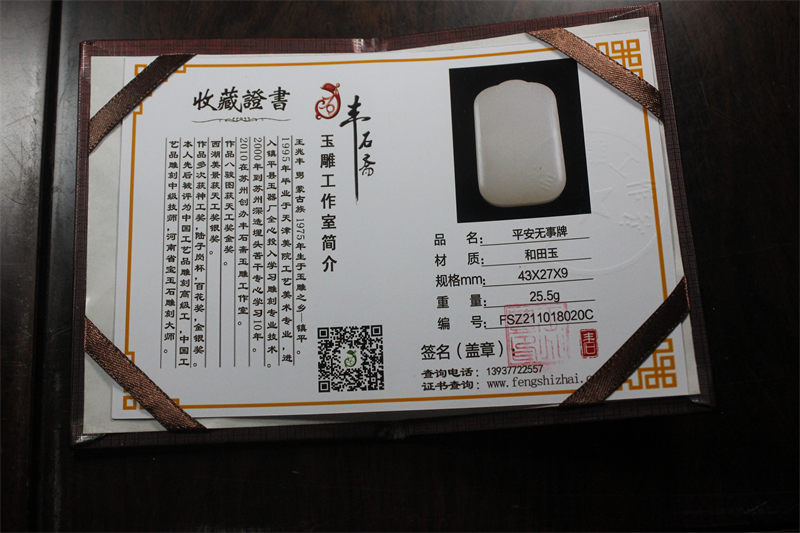 收藏證書
丰石斋
玉雕工作室简介
王兆丰 男 蒙古族 1975年生于玉雕之乡—镇平。
1995年毕业于天津美院工艺美术专业，进
入镇平县玉器厂全心投入学习雕刻专业技术。
2000年到苏州深造埋头苦干专心学习10年。
2010在苏州创办丰石斋玉雕工作室。
作品八骏图获天工奖金奖。
西湖美景获天工奖银奖。
作品多次获神工奖，陆子岗杯，百花奖，金银奖。
本人先后被评为中国工艺品雕刻高级工，中国工
艺品雕刻中级技师，河南省宝玉石雕刻大师。
品 名：平安无事牌
材 质：和田玉
规格mm：43X27X9
重 量：25.5g
编 号：FSZ211018020C
签名（盖章）：
丰石
查询电话：13937722557
证书查询：www.fengshizhai.c